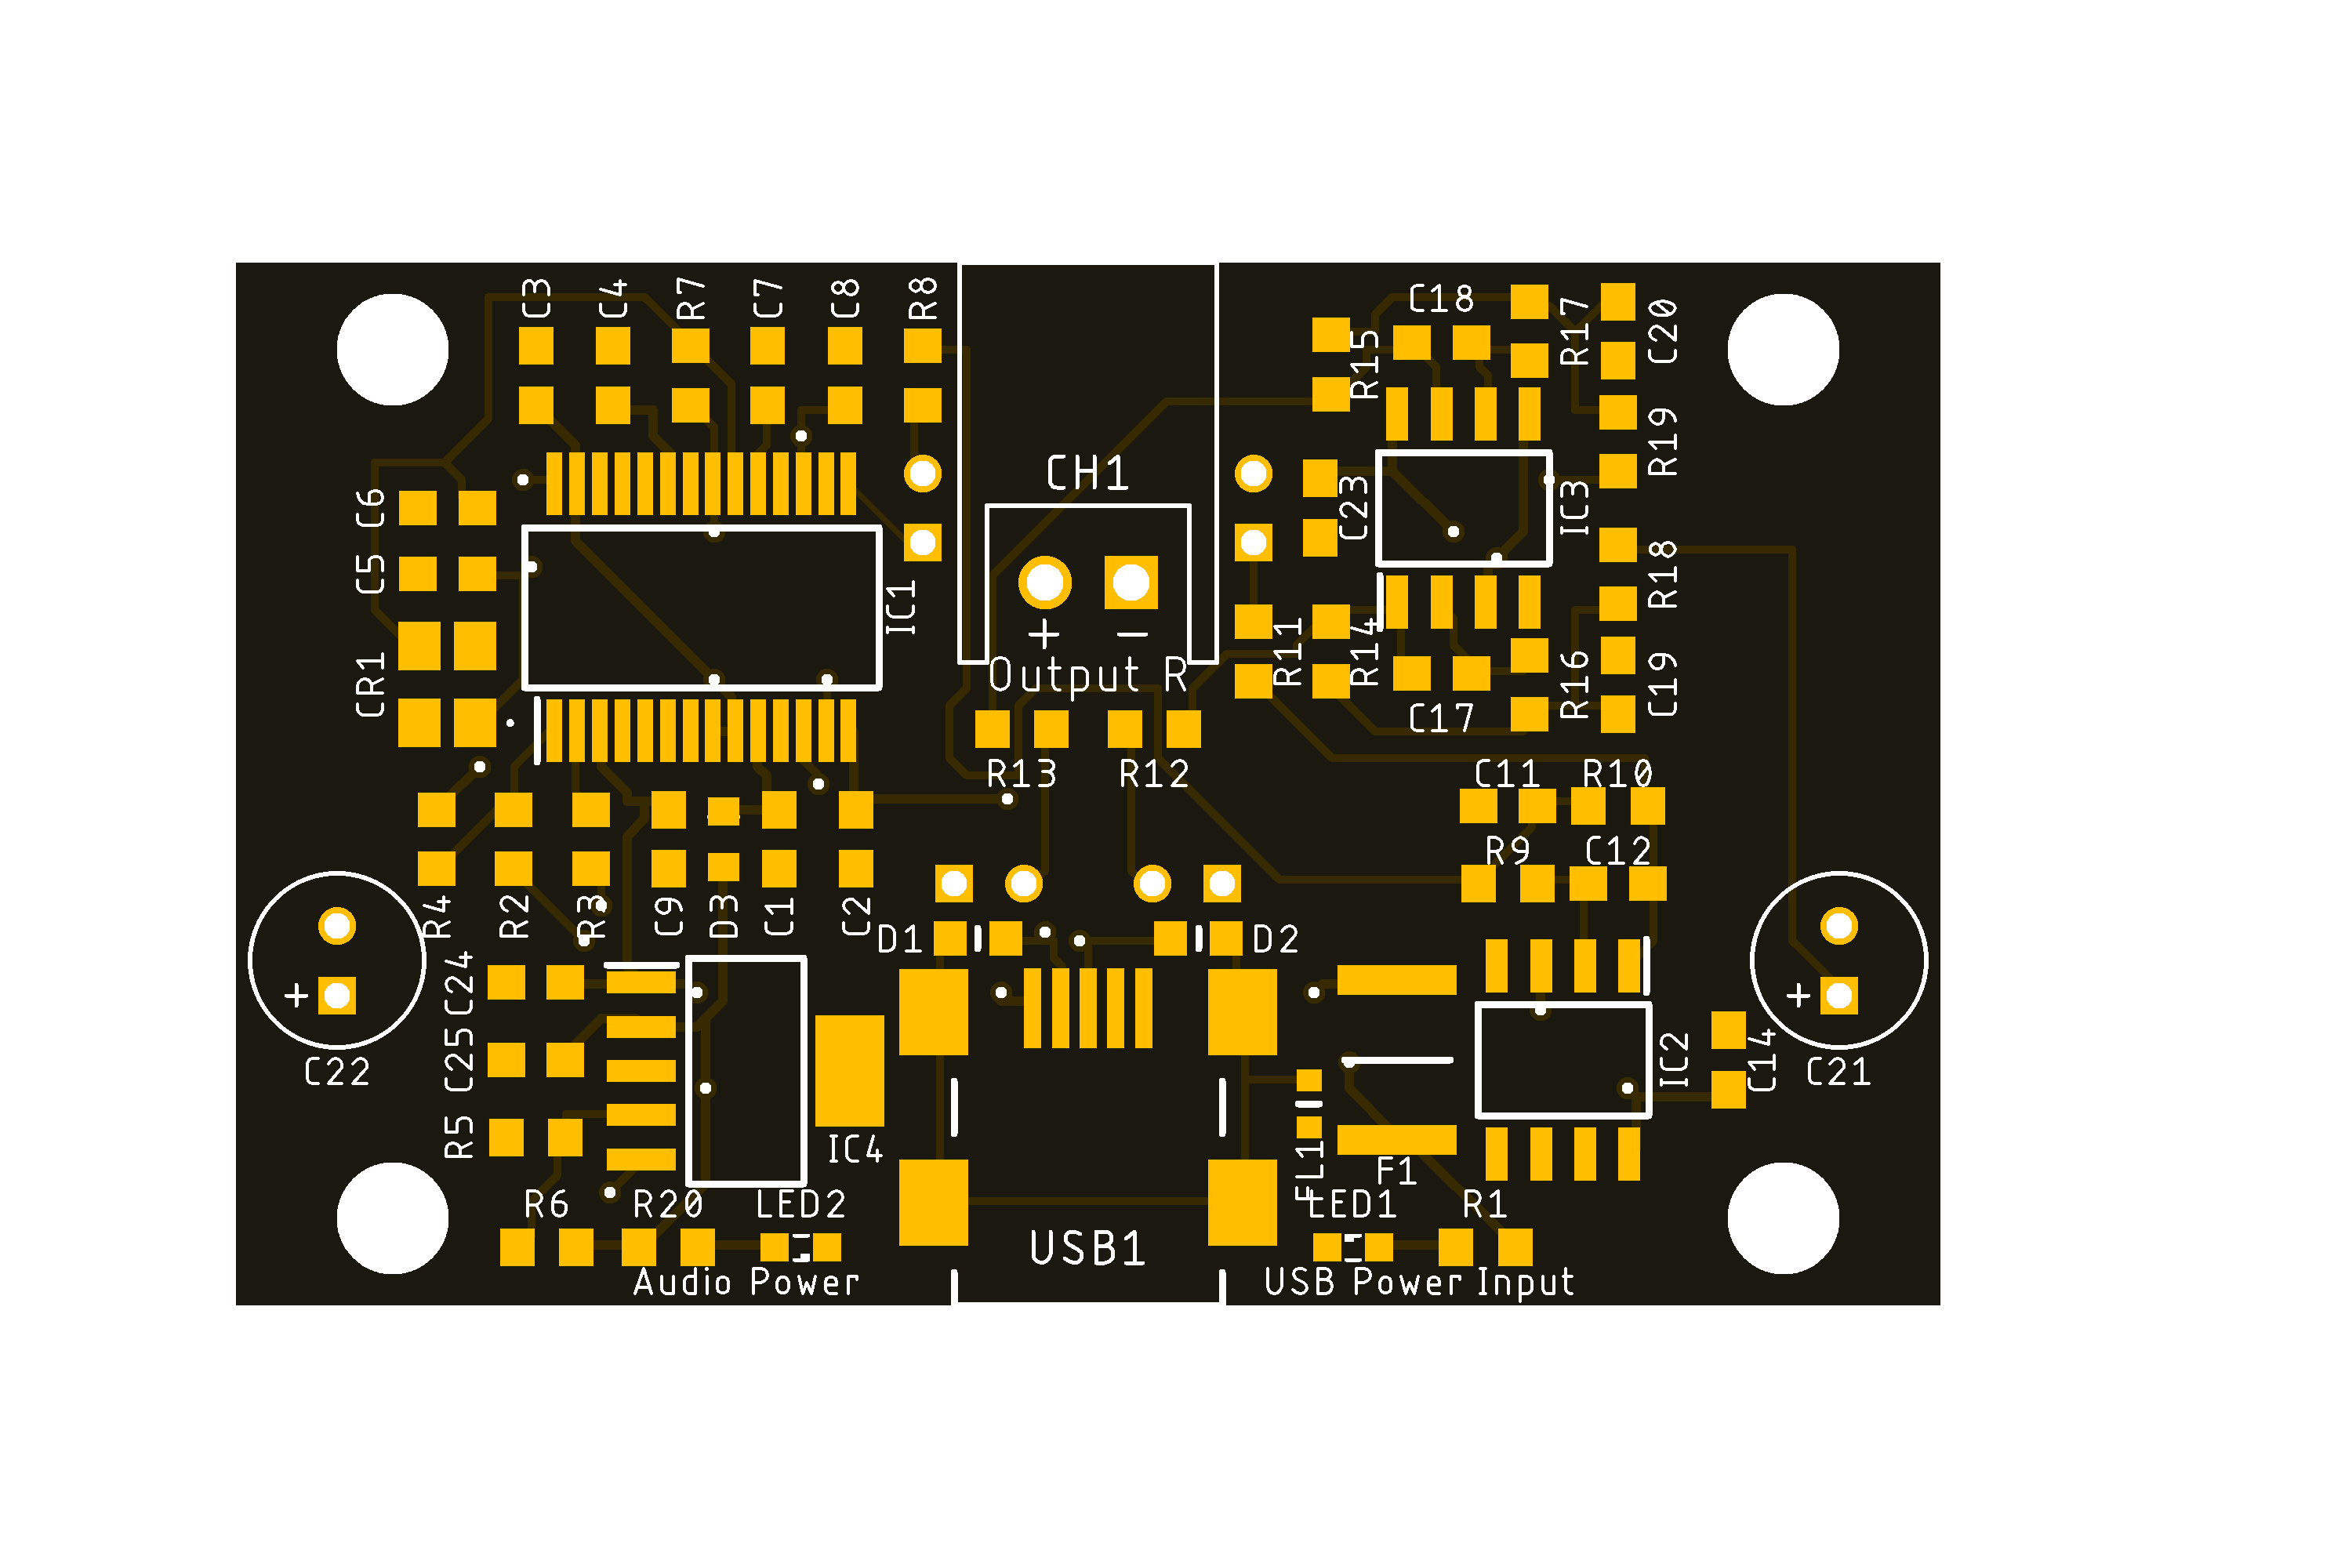 C3
C4
R7
C7
C8
R8
C18
R17
C20
R15
R19
CH1
C6
C23
IC3
C5
R18
IC1
+ −
Output R
R11
R14
CR1
R16
C19
C17
R13
R12
C11
R10
R9
C12
R4
R2
R3
C9
D3
C1
C2
D1
D2
C24
+
+
C22
C25
IC2
C14
C21
R5
IC4
FL1
F1
R6
R20
LED2
LED1
R1
USB1
Audio Power
USB Power Input